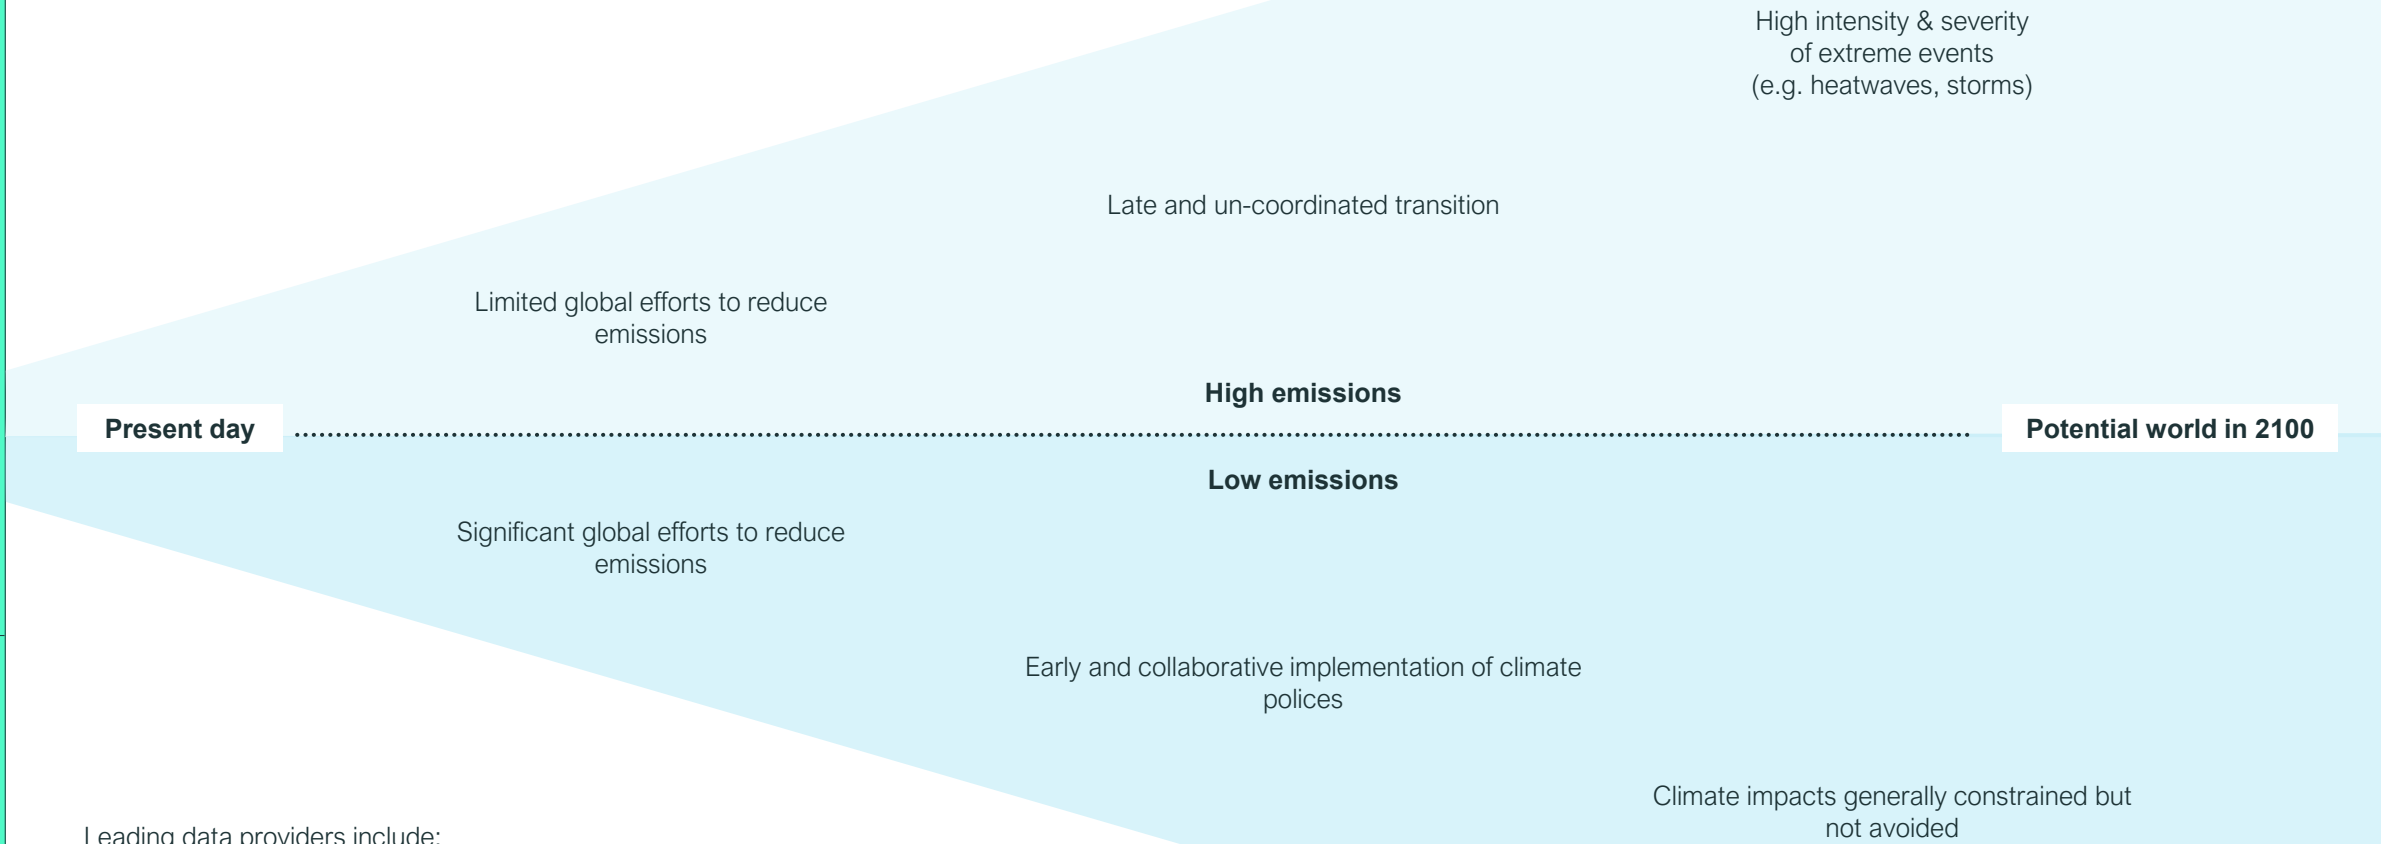 High intensity & severity
of extreme events
(e.g. heatwaves, storms)
Late and un-coordinated transition
Limited global efforts to reduce
emissions
High emissions
Present day
Potential world in 2100
Low emissions
Significant global efforts to reduce
emissions
Early and collaborative implementation of climate
polices
Climate impacts generally constrained but
not avoided
Leading data providers include: